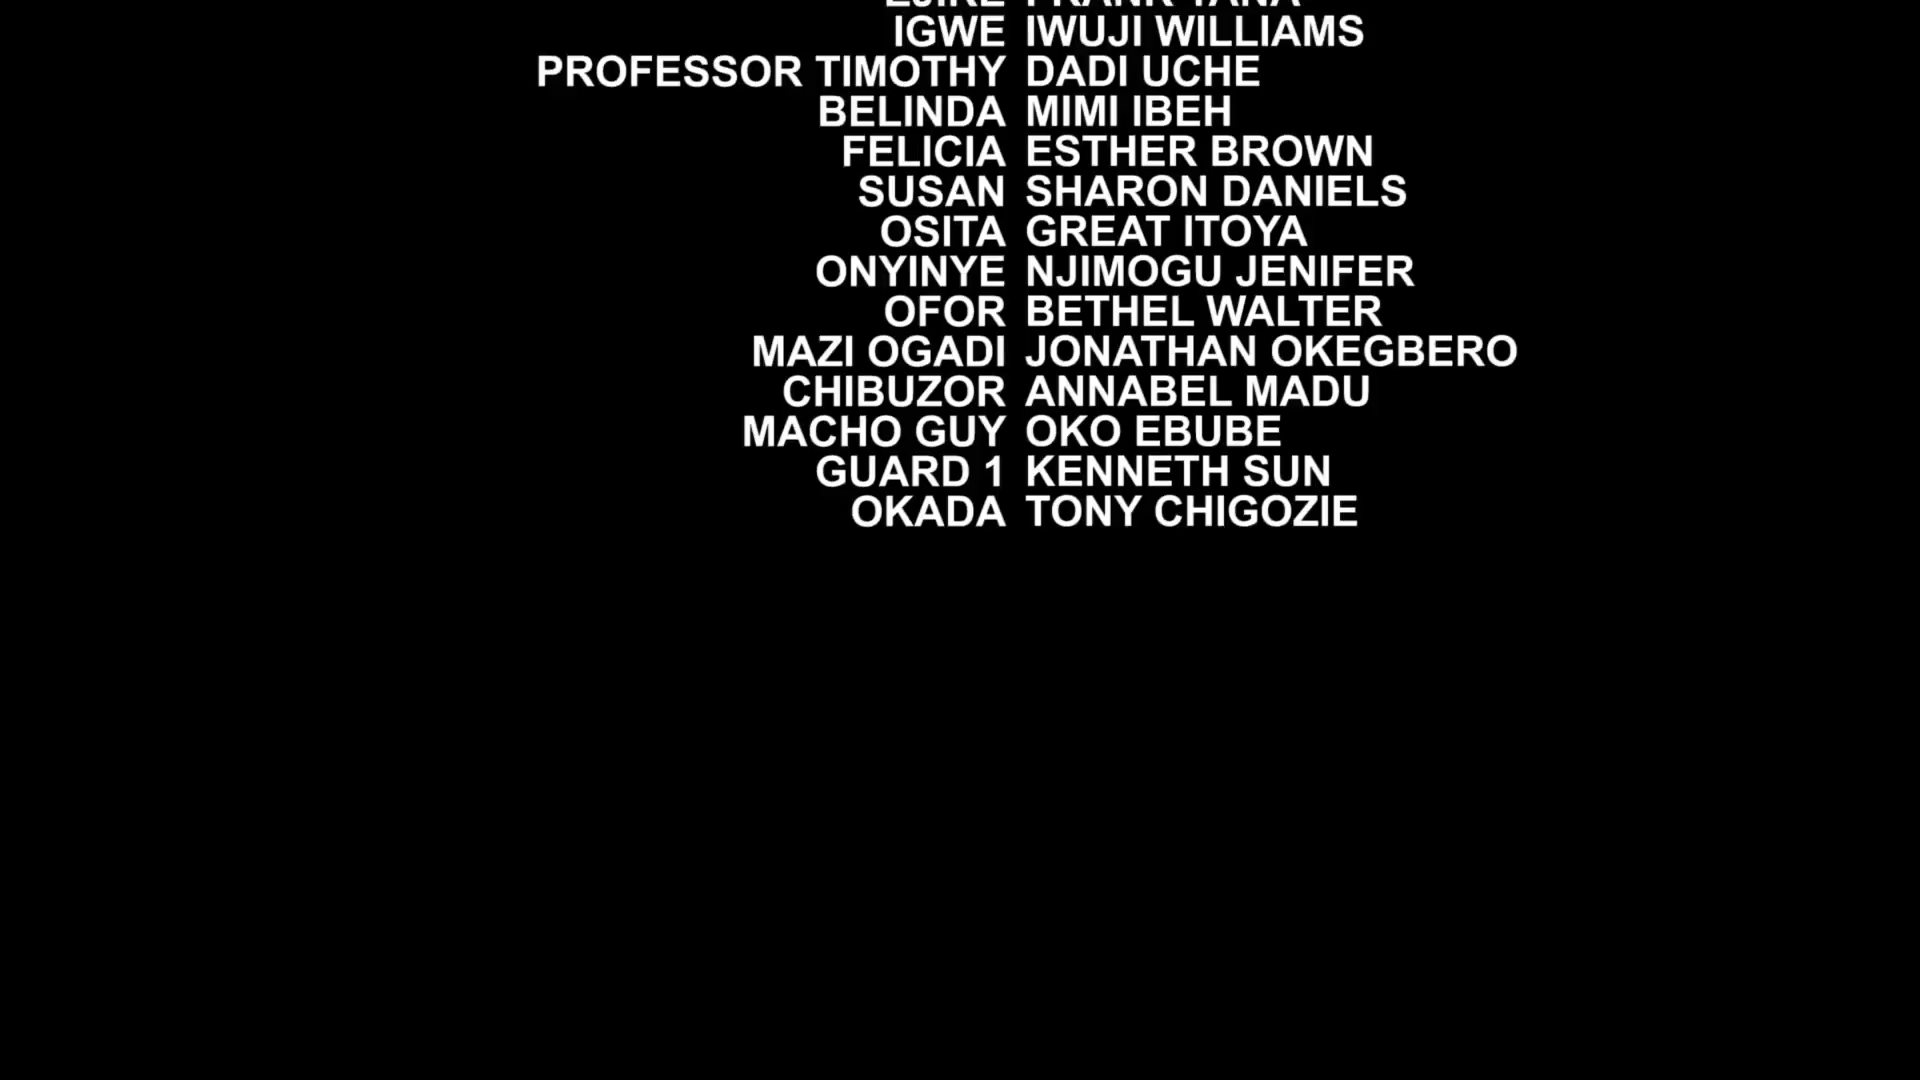 IGWE IWUJI WILLIAMS
PROFESSOR TIMOTHY DADI UCHE
BELINDA MIMI IBEH
FELICIA ESTHER BROWN
SUSAN SHARON DANIELS
OSITA GREAT ITOYA
ONYINYE NJIMOGU JENIFER
OFOR BETHEL WALTER
MAZI OGADI JONATHAN OKEGBERO
CHIBUZOR ANNABEL MADU
MACHO GUY OKO EBUBE
GUARD 1 KENNETH SUN
OKADA TONY CHIGOZIE